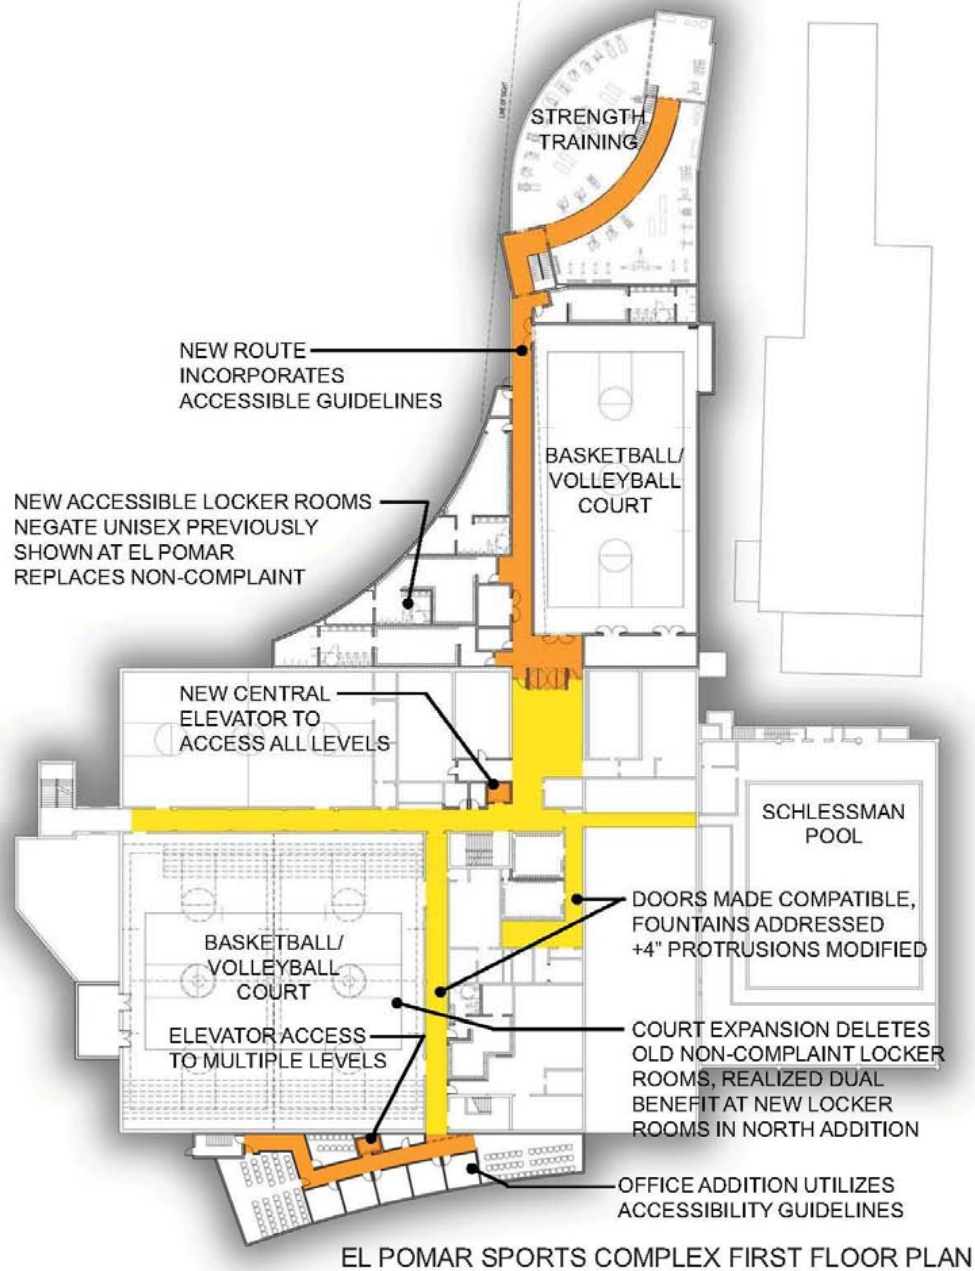 LINE OF SIGHT
STRENGTH
TRAINING
NEW ROUTE
INCORPORATES
ACCESSIBLE GUIDELINES
BASKETBALL/
VOLLEYBALL
COURT
NEW ACCESSIBLE LOCKER ROOMS
NEGATE UNISEX PREVIOUSLY
SHOWN AT EL POMAR
REPLACES NON-COMPLAINT
NEW CENTRAL
ELEVATOR TO
ACCESS ALL LEVELS
SCHLESSMAN
POOL
DOORS MADE COMPATIBLE,
FOUNTAINS ADDRESSED
+4" PROTRUSIONS MODIFIED
BASKETBALL/
VOLLEYBALL
COURT
ELEVATOR ACCESS
TO MULTIPLE LEVELS
COURT EXPANSION DELETES
OLD NON-COMPLAINT LOCKER
ROOMS, REALIZED DUAL
BENEFIT AT NEW LOCKER
ROOMS IN NORTH ADDITION
OFFICE ADDITION UTILIZES
ACCESSIBILITY GUIDELINES
EL POMAR SPORTS COMPLEX FIRST FLOOR PLAN